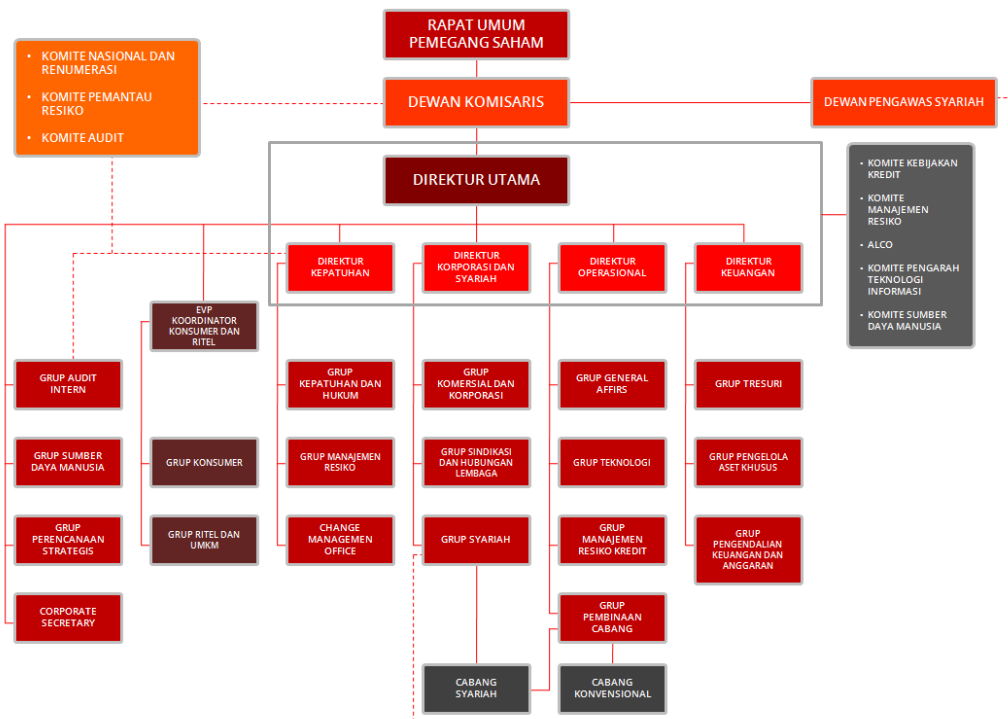 RAPAT UMUM
PEMEGANG SAHAM
• KOMITE NASIONAL DAN
RENUMERASI
• KOMITE PEMANTAU
RESIKO
• KOMITE AUDIT
DEWAN KOMISARIS
DEWAN PENGAWAS SYARIAH
DIREKTUR UTAMA
• KOMITE KEBIJAKAN
KREDIT
• KOMITE
MANAJEMEN
RESIKO
• ALCO
• KOMITE PENGARAH
TEKNOLOGI
INFORMASI
• KOMITE SUMBER
DAYA MANUSIA
DIREKTUR
KEPATUHAN
DIREKTUR
KORPORASI DAN
SYARIAH
DIREKTUR
OPERASIONAL
DIREKTUR
KEUANGAN
EVP
KOORDINATOR
KONSUMER DAN
RITEL
GRUP AUDIT
INTERN
GRUP
KEPATUHAN DAN
HUKUM
GRUP
KOMERSIAL DAN
KORPORASI
GRUP GENERAL
AFFIRS
GRUP TRESURI
GRUP SUMBER
DAYA MANUSIA
GRUP KONSUMER
GRUP MANAJEMEN
RESIKO
GRUP SINDIKASI
DAN HUBUNGAN
LEMBAGA
GRUP TEKNOLOGI
GRUP PENGELOLA
ASET KHUSUS
GRUP
PERENCANAAN
STRATEGIS
GRUP RITEL DAN
UMKM
CHANGE
MANAGEMEN
OFFICE
GRUP SYARIAH
GRUP
MANAJEMEN
RESIKO KREDIT
GRUP
PENGENDALIAN
KEUANGAN DAN
ANGGARAN
CORPORATE
SECRETARY
GRUP
PEMBINAAN
CABANG
CABANG
SYARIAH
CABANG
KONVENSIONAL